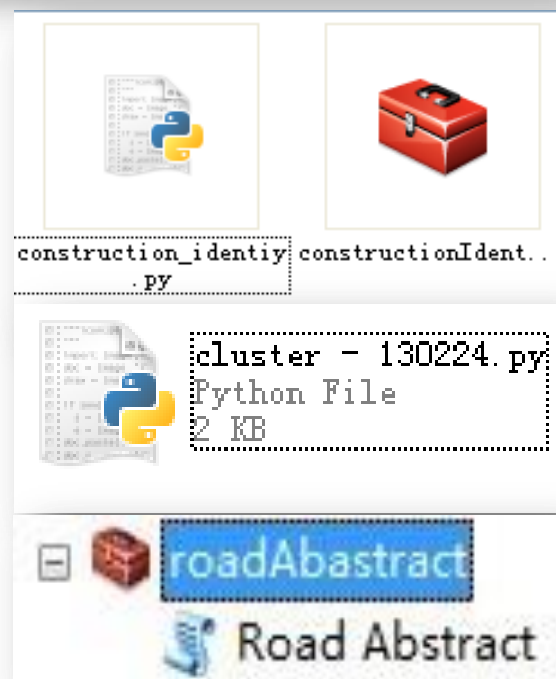 construction_identiy constructionIdent..
.py
cluster - 130224.py
Python File
2 KB
roadAbastract
Road Abstract